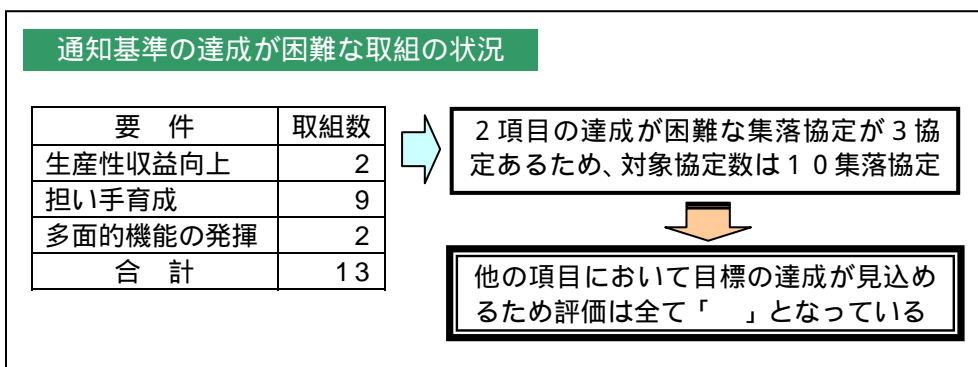 通知基準の達成が困難な取組の状況
要　件　取組数
生産性収益向上　2
担い手育成　9
多面的機能の発揮　2
合　計　13
２項目の達成が困難な集落協定が３協
定あるため、対象協定数は１０集落協定
他の項目において目標の達成が見込め
るため評価は全て「　」となっている